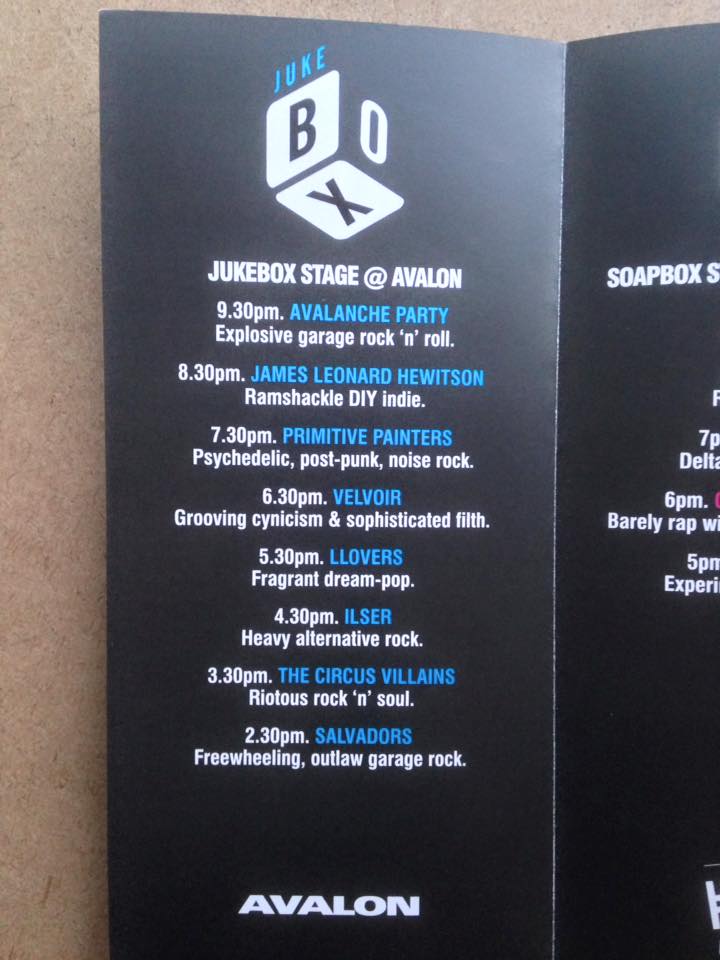 JUKE
BOX
JUKEBOX STAGE @ AVALON
9.30pm. AVALANCHE PARTY
Explosive garage rock ‘n’ roll.
8.30pm. JAMES LEONARD HEWITSON
Ramshackle DIY indie.
7.30pm. PRIMITIVE PAINTERS
Psychedelic, post-punk, noise rock.
6.30pm. VELVOIR
Grooving cynicism & sophisticated filth.
5.30pm. LLOVERS
Fragrant dream-pop.
4.30pm. ILSER
Heavy alternative rock.
3.30pm. THE CIRCUS VILLAINS
Riotous rock ‘n’ soul.
2.30pm. SALVADORS
Freewheeling, outlaw garage rock.
AVALON
SOAPBOX
Delta
6pm.
Barely rap
5pm